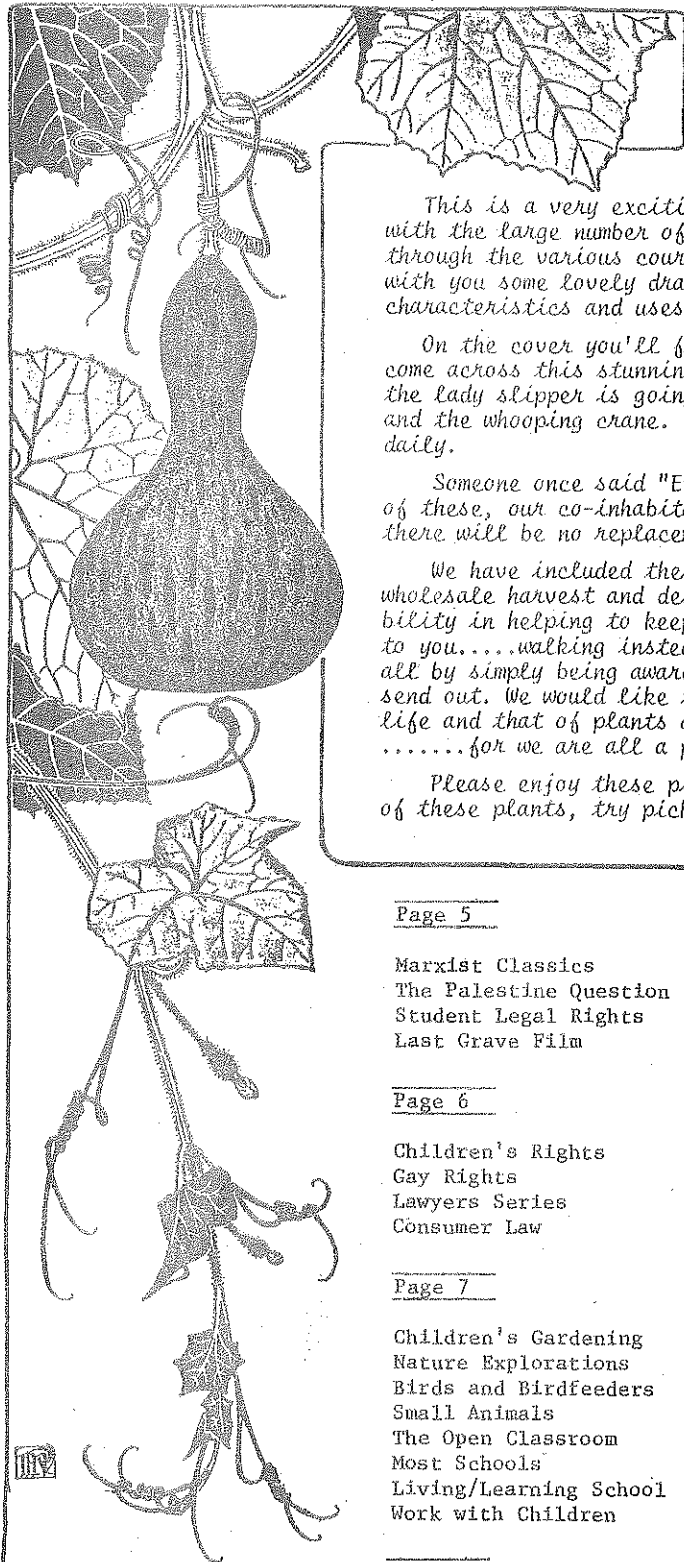 This is a very exciti
with the large number of
through the various cour
with you some lovely dra
characteristics and uses
On the cover you'll f
come across this stunnin
the lady slipper is goin
and the whooping crane.
daily.
Someone once said "E
of these, our co-inhabit
there will be no replace
We have included the
wholesale harvest and de
bility in helping to keep
to you.....walking inste
all by simply being awar
send out. We would like
life and that of plants
.......for we are all a p
Please enjoy these p
of these plants, try pick
Page 5
Marxist Classics
The Palestine Question
Student Legal Rights
Last Grave Film
Page 6
Children's Rights
Gay Rights
Lawyers Series
Consumer Law
Page 7
Children's Gardening
Nature Explorations
Birds and Birdfeeders
Small Animals
The Open Classroom
Most Schools
Living/Learning School
Work with Children